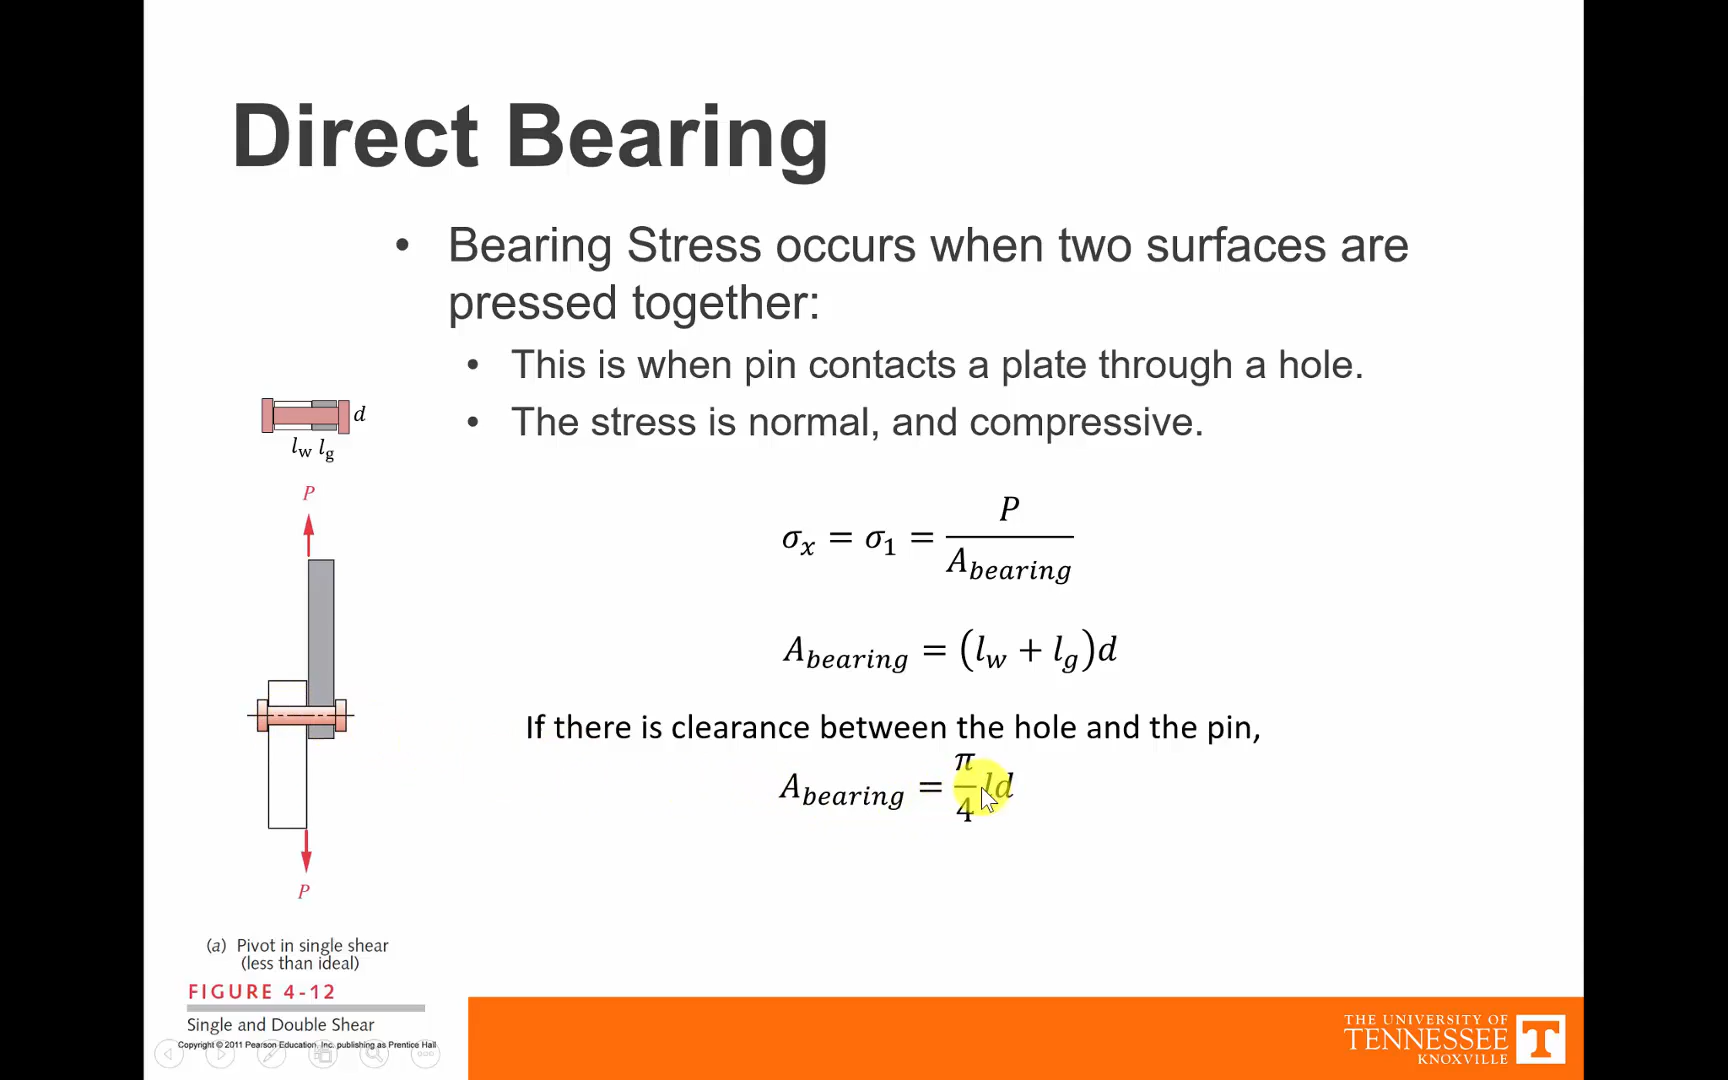 Direct Bearing
• Bearing Stress occurs when two surfaces are
pressed together:
• This is when pin contacts a plate through a hole.
• The stress is normal, and compressive.
d
l_w l_g
P
σ_x = σ_1 = P / A_bearing
A_bearing = (l_w + l_g)d
If there is clearance between the hole and the pin,
A_bearing = π/4 ld
P
(a) Pivot in single shear
(less than ideal)
FIGURE 4-12
Single and Double Shear
Copyright © 2011 Pearson Education, Inc. publishing as Prentice Hall
THE UNIVERSITY OF
TENNESSEE
KNOXVILLE
T